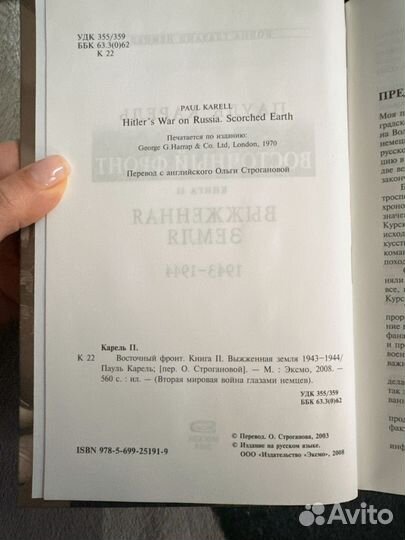 УДК 355/359
ББК 63.3(0)62
К 22
PAUL KARELL
Hitler's War on Russia. Scorched Earth
Печатается по изданию:
George G.Harrap & Co. Ltd, London, 1970
Перевод с английского Ольги Строгановой
Карель П.
К 22 Восточный фронт. Книга II. Выжженная земля 1943–1944/
Пауль Карель; [пер. О. Строгановой]. — М. : Эксмо, 2008. —
560 с. : ил. — (Вторая мировая война глазами немцев).
УДК 355/359
ББК 63.3(0)62
© Перевод. О. Строганова, 2003
© Издание на русском языке.
ООО «Издательство «Эксмо», 2008
ISBN 978-5-699-25191-9
Avito